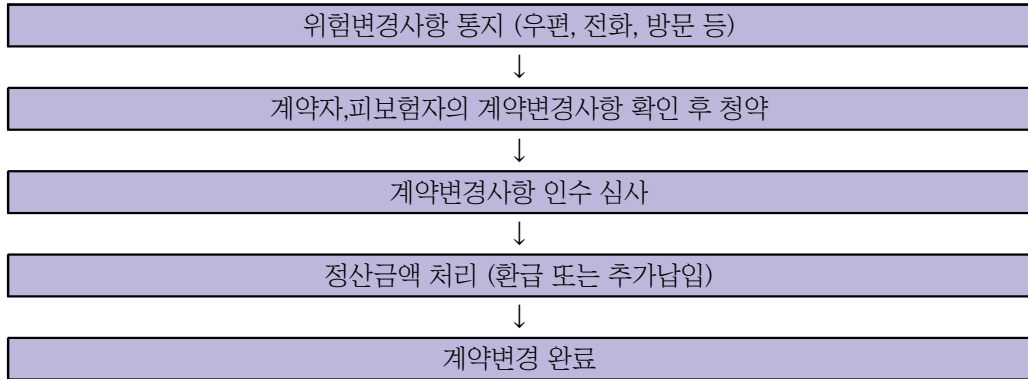 위험변경사항 통지 (우편, 전화, 방문 등)
↓
계약자,피보험자의 계약변경사항 확인 후 청약
↓
계약변경사항 인수 심사
↓
정산금액 처리 (환급 또는 추가납입)
↓
계약변경 완료